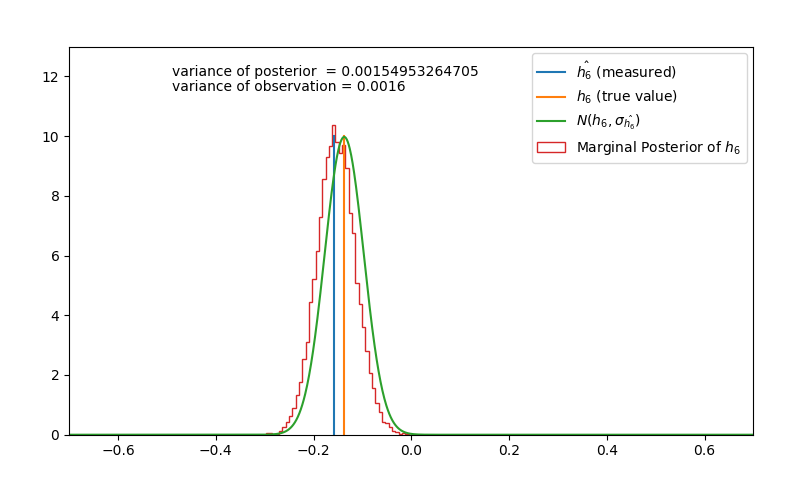 variance of posterior  = 0.00154953264705
variance of observation = 0.0016
$\hat{h_6}$ (measured)
$h_6$ (true value)
$N(h_6, \sigma_{\hat{h_6}})$
Marginal Posterior of $h_6$
12
10
8
6
4
2
0
−0.6 −0.4 −0.2 0.0 0.2 0.4 0.6